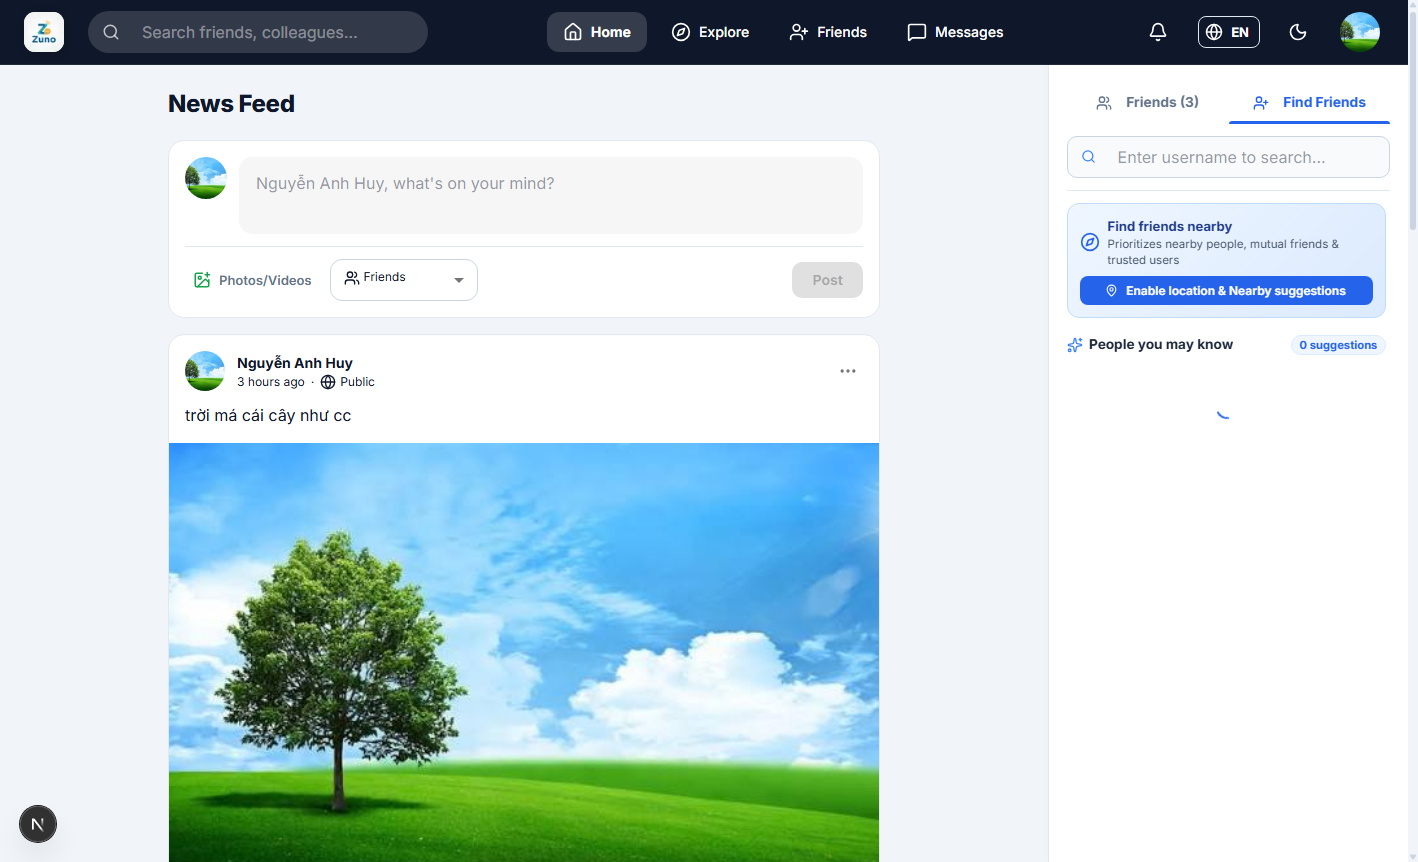 Zuno
Search friends, colleagues...
Home
Explore
Friends
Messages
EN
News Feed
Nguyễn Anh Huy, what's on your mind?
Photos/Videos
Friends
Post
Nguyễn Anh Huy
3 hours ago · Public
trời má cái cây như cc
N
Friends (3)
Find Friends
Enter username to search...
Find friends nearby
Prioritizes nearby people, mutual friends &
trusted users
Enable location & Nearby suggestions
People you may know
0 suggestions